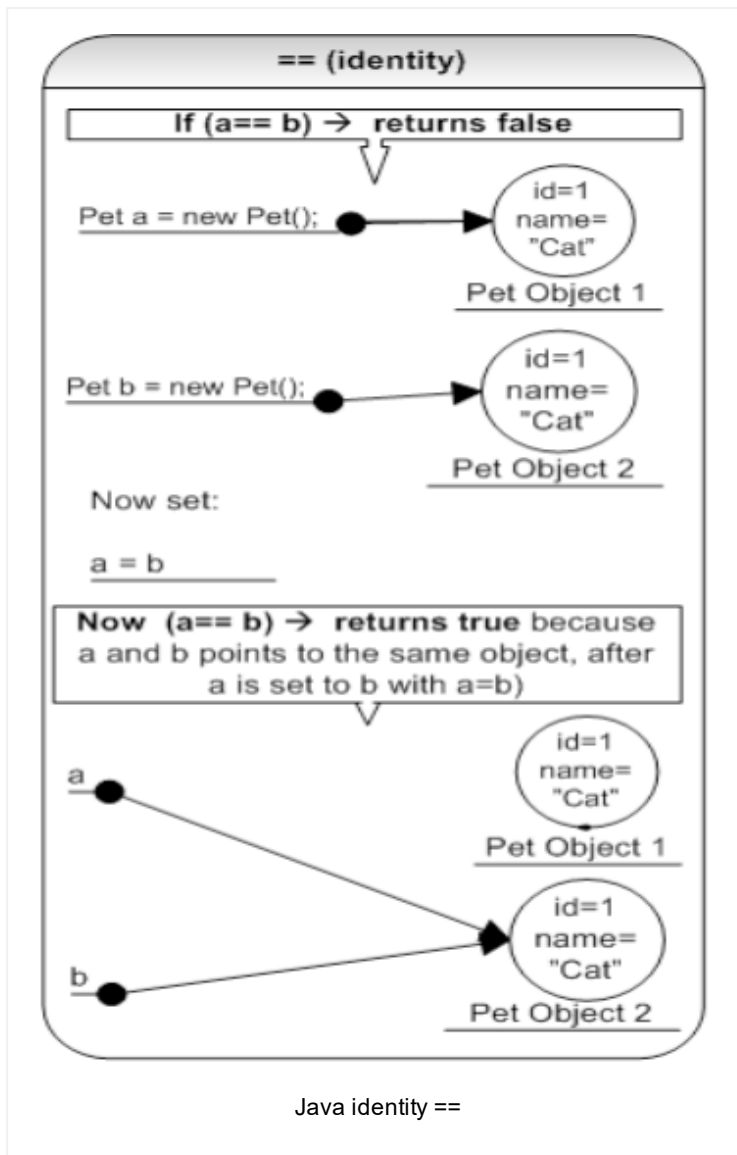 == (identity)
If (a== b) → returns false
Pet a = new Pet();
id=1
name=
"Cat"
Pet Object 1
Pet b = new Pet();
id=1
name=
"Cat"
Pet Object 2
Now set:
a = b
Now (a== b) → returns true because
a and b points to the same object, after
a is set to b with a=b)
a
id=1
name=
"Cat"
Pet Object 1
b
id=1
name=
"Cat"
Pet Object 2
Java identity ==